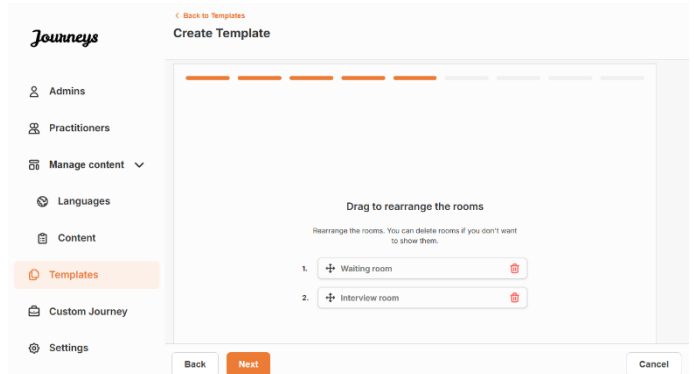 Back to Templates
Create Template
Journeys
Admins
Practitioners
Manage content
Languages
Content
Templates
Custom Journey
Settings
Drag to rearrange the rooms
Rearrange the rooms. You can delete rooms if you don't want
to show them.
1. Waiting room
2. Interview room
Back Next Cancel